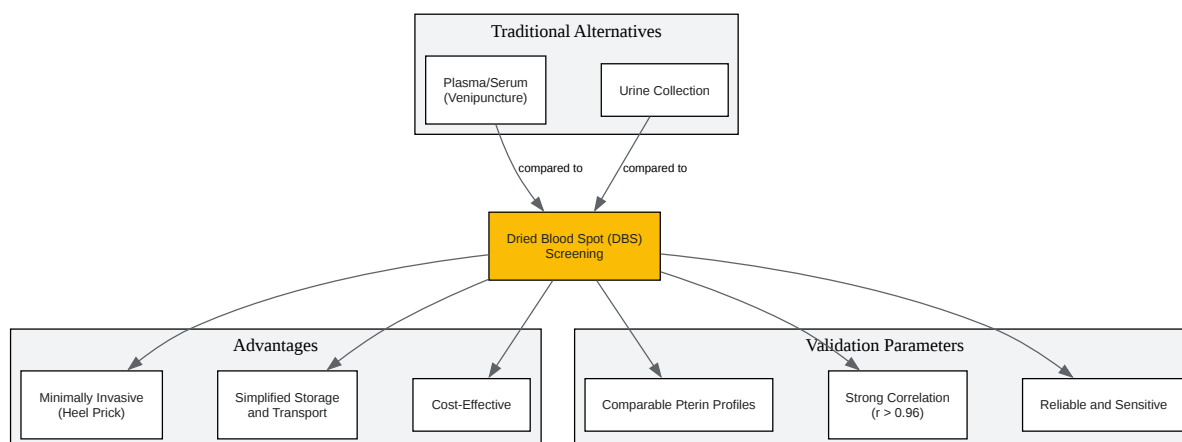 Traditional Alternatives
Plasma/Serum
(Venipuncture)
Urine Collection
compared to
compared to
Dried Blood Spot (DBS)
Screening
Advantages
Minimally Invasive
(Heel Prick)
Simplified Storage
and Transport
Cost-Effective
Validation Parameters
Comparable Pterin Profiles
Strong Correlation
(r > 0.96)
Reliable and Sensitive